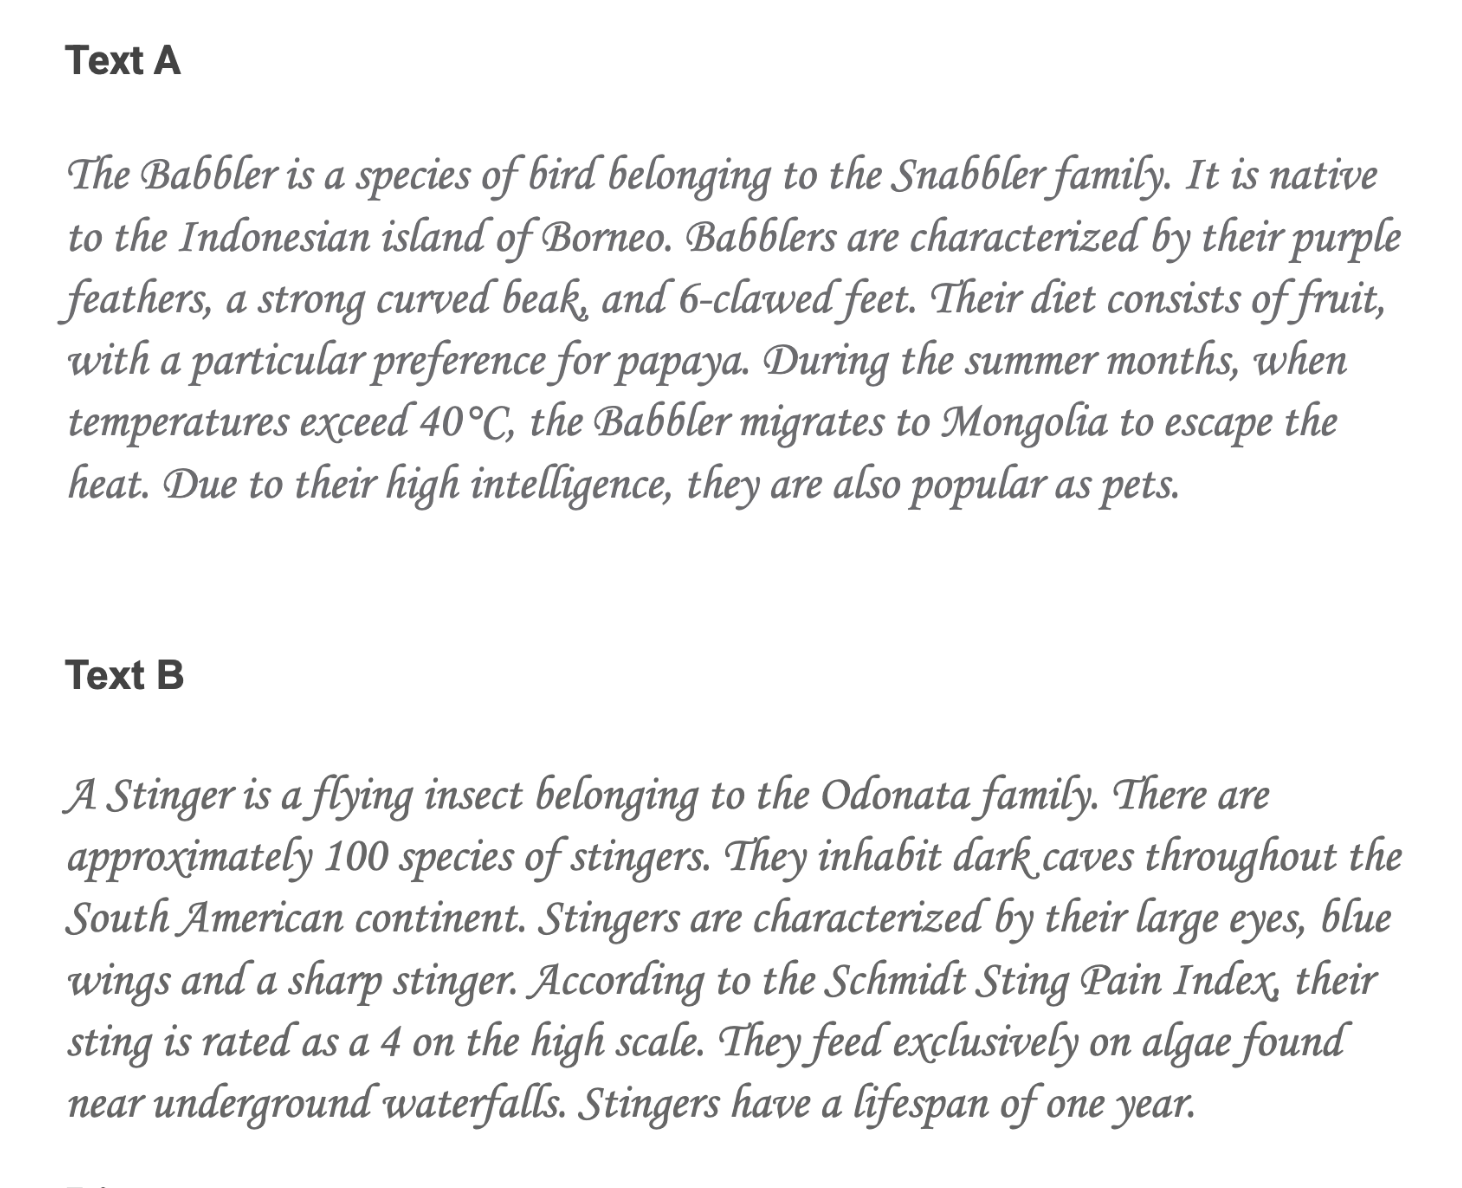 Text A
The Babbler is a species of bird belonging to the Snabbler family. It is native
to the Indonesian island of Borneo. Babblers are characterized by their purple
feathers, a strong curved beak, and 6-clawed feet. Their diet consists of fruit,
with a particular preference for papaya. During the summer months, when
temperatures exceed 40°C, the Babbler migrates to Mongolia to escape the
heat. Due to their high intelligence, they are also popular as pets.
Text B
A Stinger is a flying insect belonging to the Odonata family. There are
approximately 100 species of stingers. They inhabit dark caves throughout the
South American continent. Stingers are characterized by their large eyes, blue
wings and a sharp stinger. According to the Schmidt Sting Pain Index, their
sting is rated as a 4 on the high scale. They feed exclusively on algae found
near underground waterfalls. Stingers have a lifespan of one year.